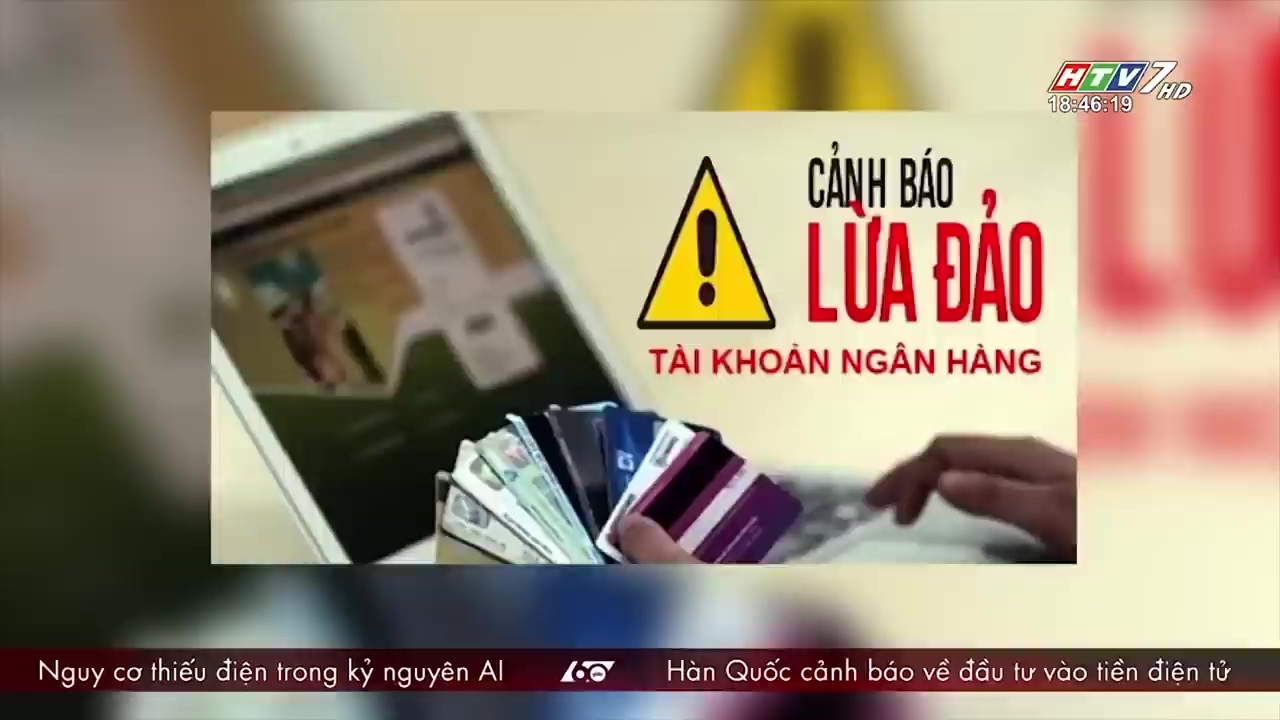 HTV7 HD
18:46:19
CẢNH BÁO
LỪA ĐẢO
TÀI KHOẢN NGÂN HÀNG
Nguy cơ thiếu điện trong kỷ nguyên AI
60
Hàn Quốc cảnh báo về đầu tư vào tiền điện tử